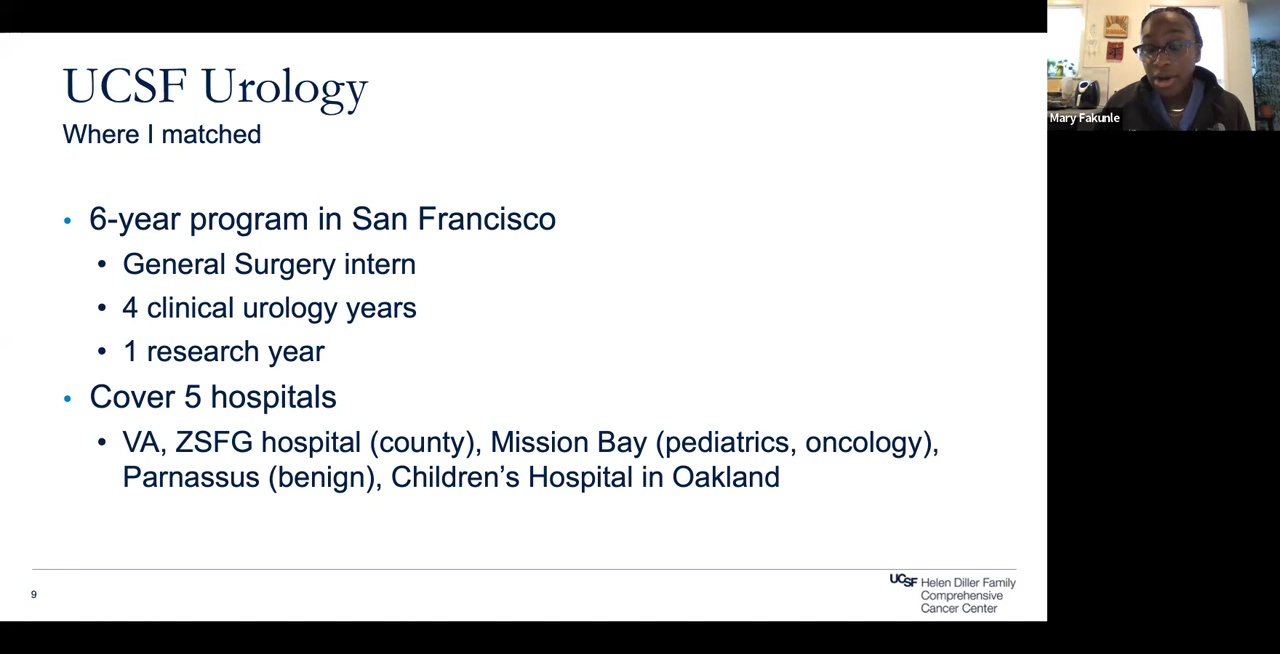 UCSF Urology
Where I matched
• 6-year program in San Francisco
• General Surgery intern
• 4 clinical urology years
• 1 research year
• Cover 5 hospitals
• VA, ZSFG hospital (county), Mission Bay (pediatrics, oncology),
Parnassus (benign), Children’s Hospital in Oakland
9
UCSF Helen Diller Family
Comprehensive
Cancer Center
Mary Fakunle